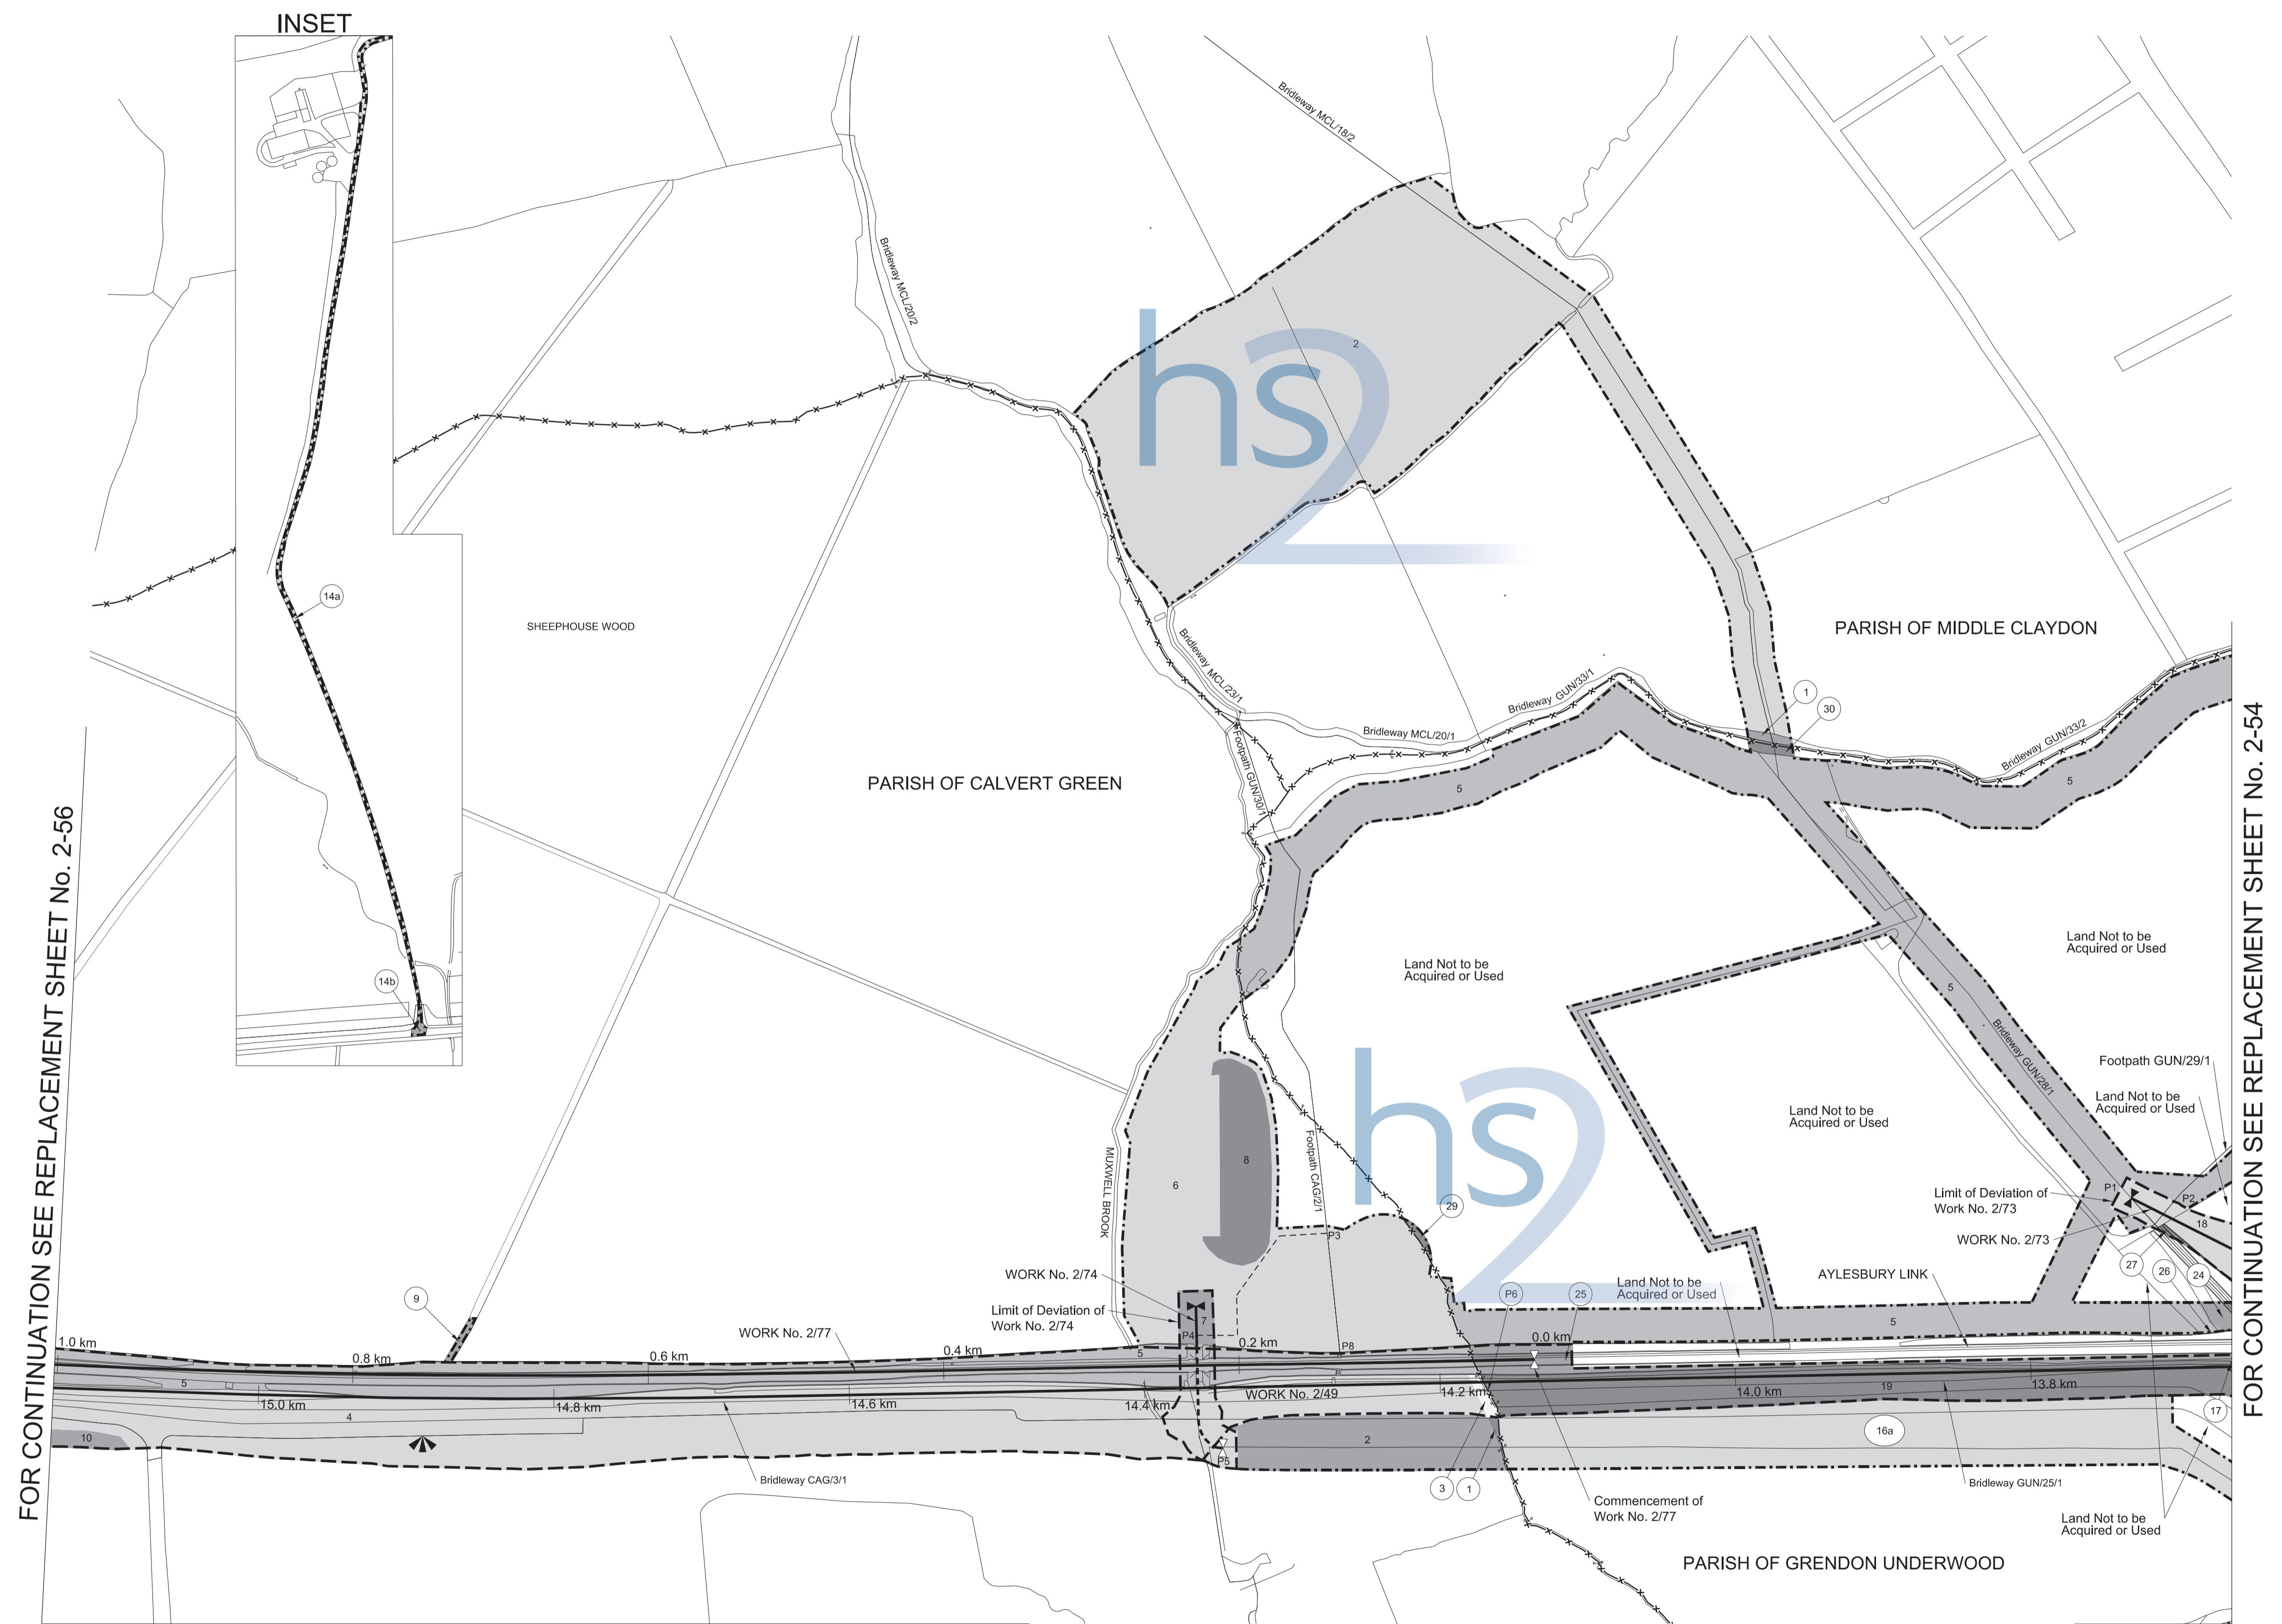 INSET
Bridleway MCL/18/2
Bridleway MCL/20/2
hs2
2
14a
SHEEPHOUSE WOOD
PARISH OF MIDDLE CLAYDON
Bridleway MCL/23/1
Bridleway GUN/33/1
1
30
Bridleway MCL/20/1
Footpath GUN/30/1
Bridleway GUN/33/2
PARISH OF CALVERT GREEN
5
5
FOR CONTINUATION SEE REPLACEMENT SHEET No. 2-56
FOR CONTINUATION SEE REPLACEMENT SHEET No. 2-54
Land Not to be
Acquired or Used
Land Not to be
Acquired or Used
14b
5
Bridleway GUN/28/1
Footpath GUN/29/1
hs2
Land Not to be
Acquired or Used
Land Not to be
Acquired or Used
MUXWELL BROOK
6
8
Footpath CAG/2/1
29
P1
P2
Limit of Deviation of
Work No. 2/73
18
P3
WORK No. 2/73
27
26
24
WORK No. 2/74
AYLESBURY LINK
Land Not to be
Acquired or Used
P6
25
9
Limit of Deviation of
Work No. 2/74
7
P4
5
WORK No. 2/77
1.0 km
0.8 km
0.6 km
0.4 km
0.2 km
0.0 km
P8
5
5
19
15.0 km
14.8 km
14.6 km
14.4 km
WORK No. 2/49
14.2 km
14.0 km
13.8 km
4
17
10
2
16a
P5
Bridleway CAG/3/1
3
1
Bridleway GUN/25/1
Commencement of
Work No. 2/77
Land Not to be
Acquired or Used
PARISH OF GRENDON UNDERWOOD